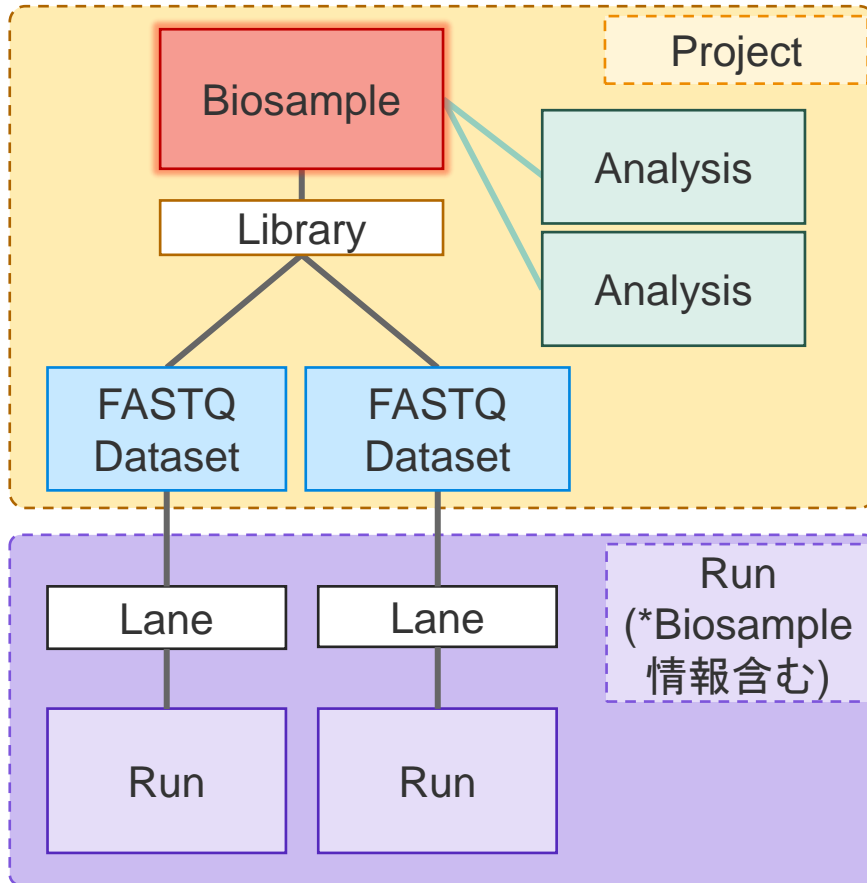 Project
Biosample
Analysis
Library
Analysis
FASTQ
Dataset
FASTQ
Dataset
Run
(*Biosample
情報含む)
Lane
Lane
Run
Run